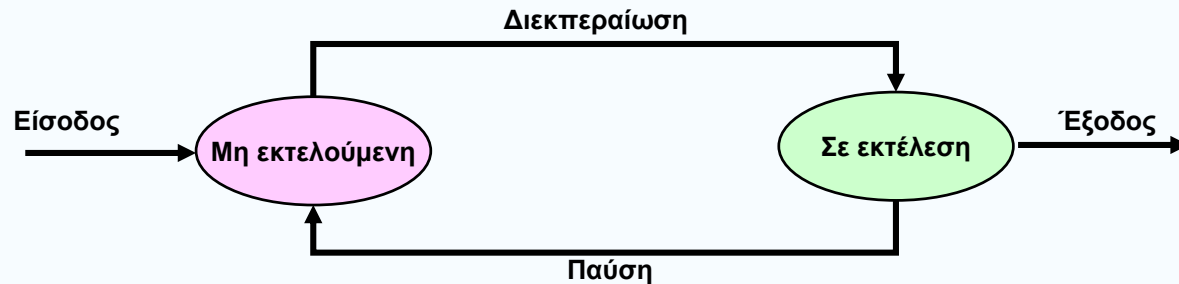 Διεκπεραίωση
Είσοδος
Μη εκτελούμενη
Σε εκτέλεση
Έξοδος
Παύση